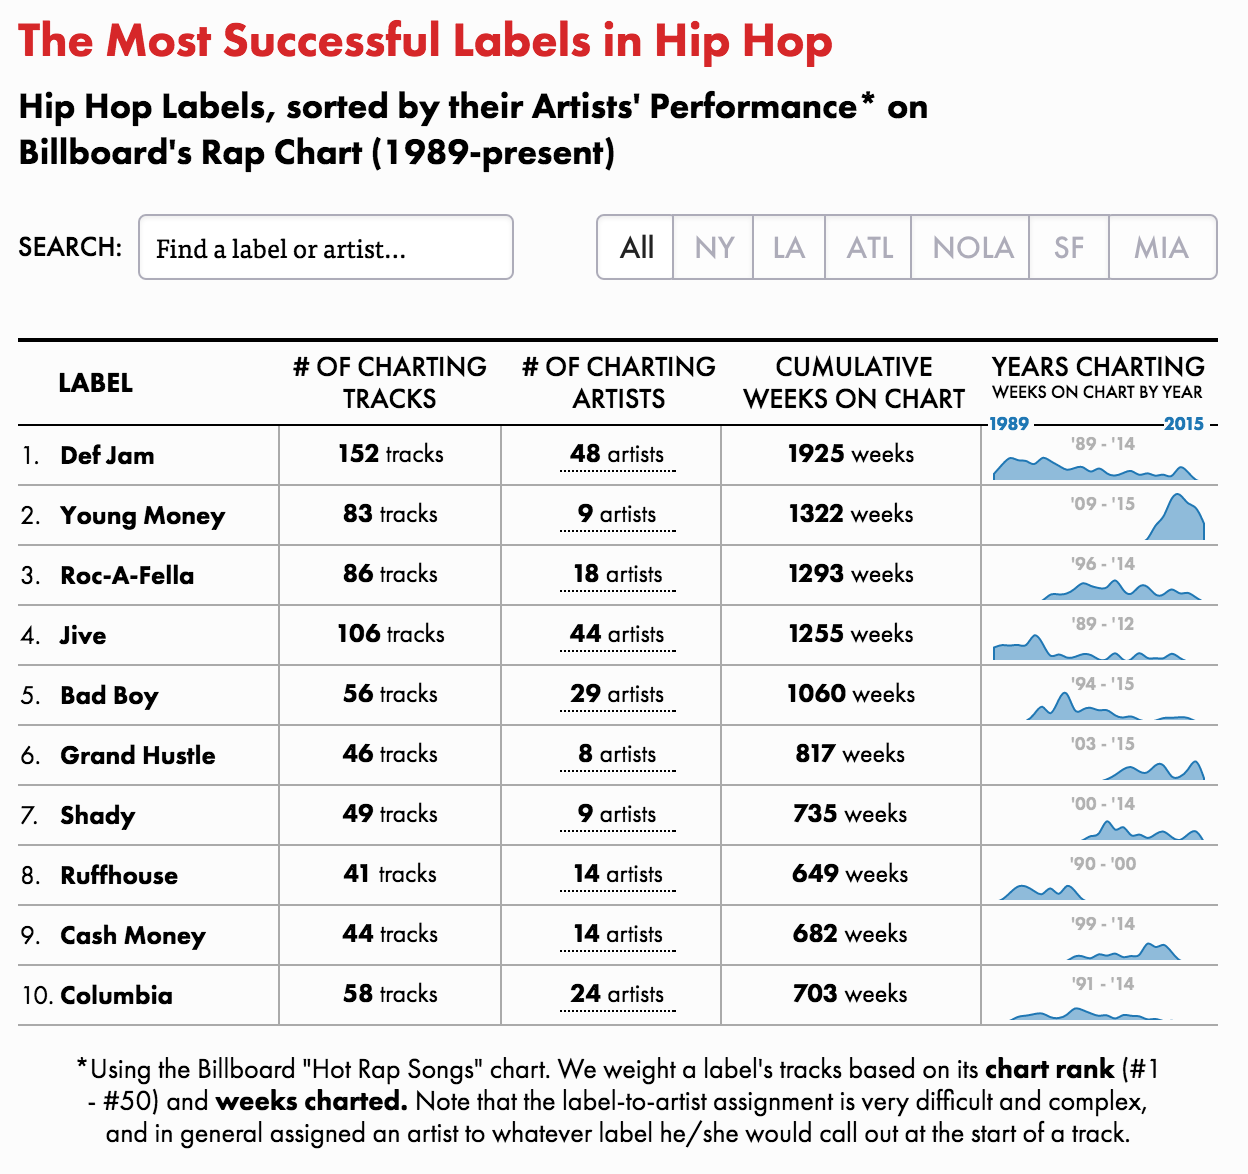 The Most Successful Labels in Hip Hop
Hip Hop Labels, sorted by their Artists' Performance* on
Billboard's Rap Chart (1989-present)
SEARCH: Find a label or artist... All NY LA ATL NOLA SF MIA
LABEL # OF CHARTING TRACKS # OF CHARTING ARTISTS CUMULATIVE WEEKS ON CHART YEARS CHARTING WEEKS ON CHART BY YEAR
1989 2015
1. Def Jam 152 tracks 48 artists 1925 weeks '89 - '14
2. Young Money 83 tracks 9 artists 1322 weeks '09 - '15
3. Roc-A-Fella 86 tracks 18 artists 1293 weeks '96 - '14
4. Jive 106 tracks 44 artists 1255 weeks '89 - '12
5. Bad Boy 56 tracks 29 artists 1060 weeks '94 - '15
6. Grand Hustle 46 tracks 8 artists 817 weeks '03 - '15
7. Shady 49 tracks 9 artists 735 weeks '00 - '14
8. Ruffhouse 41 tracks 14 artists 649 weeks '90 - '00
9. Cash Money 44 tracks 14 artists 682 weeks '99 - '14
10. Columbia 58 tracks 24 artists 703 weeks '91 - '14
*Using the Billboard "Hot Rap Songs" chart. We weight a label's tracks based on its chart rank (#1
- #50) and weeks charted. Note that the label-to-artist assignment is very difficult and complex,
and in general assigned an artist to whatever label he/she would call out at the start of a track.